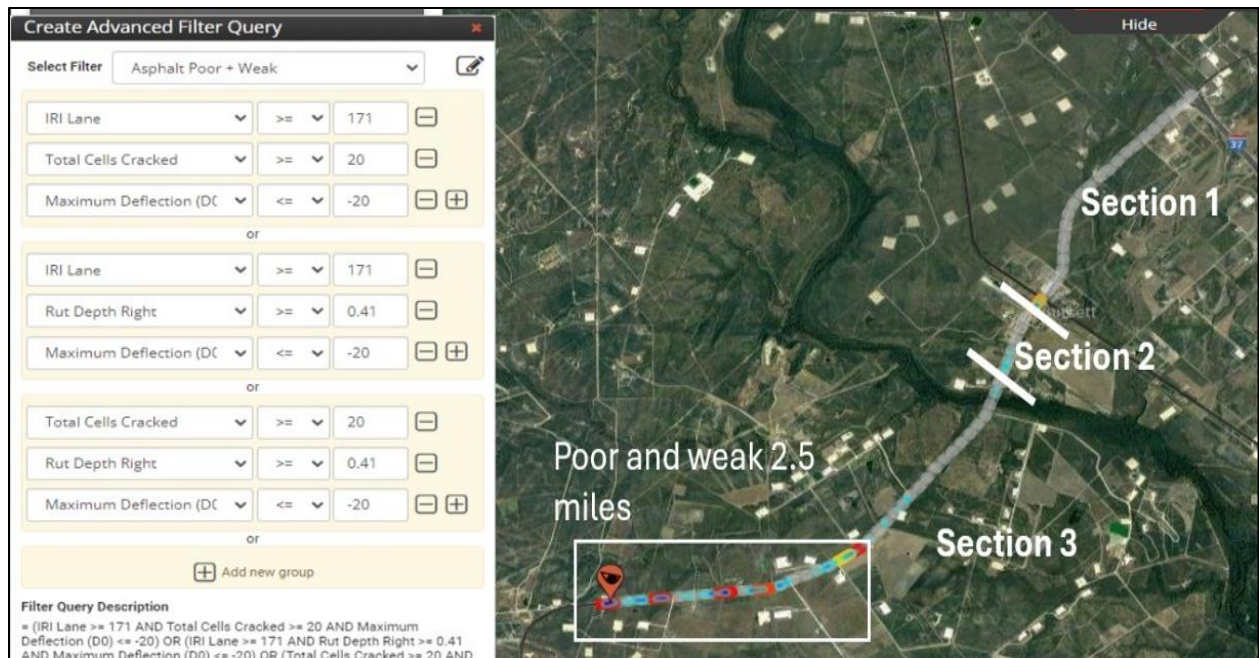 Create Advanced Filter Query
Select Filter Asphalt Poor + Weak
IRI Lane >= 171
Total Cells Cracked >= 20
Maximum Deflection (D( <= -20
or
IRI Lane >= 171
Rut Depth Right >= 0.41
Maximum Deflection (D( <= -20
or
Total Cells Cracked >= 20
Rut Depth Right >= 0.41
Maximum Deflection (D( <= -20
or
Add new group
Filter Query Description
= (IRI Lane >= 171 AND Total Cells Cracked >= 20 AND Maximum
Deflection (D0) <= -20) OR (IRI Lane >= 171 AND Rut Depth Right >= 0.41
AND Maximum Deflection (D0) <= -20) OR (Total Cells Cracked >= 20 AND
Hide
37
Section 1
Section 2
Poor and weak 2.5
miles
Section 3